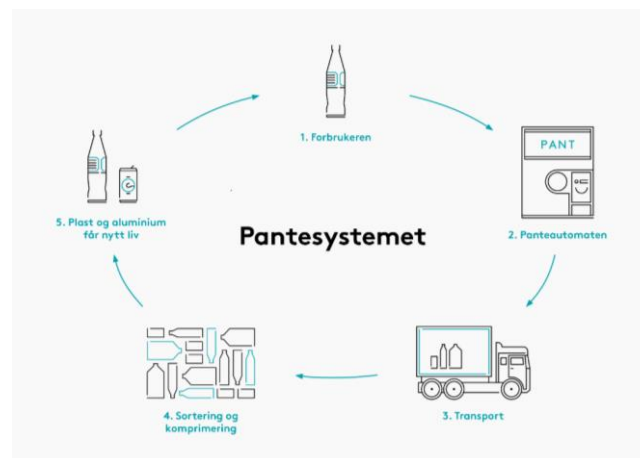 1. Forbrukeren
PANT
2. Panteautomaten
3. Transport
4. Sortering og
komprimering
5. Plast og aluminium
får nytt liv
Pantesystemet